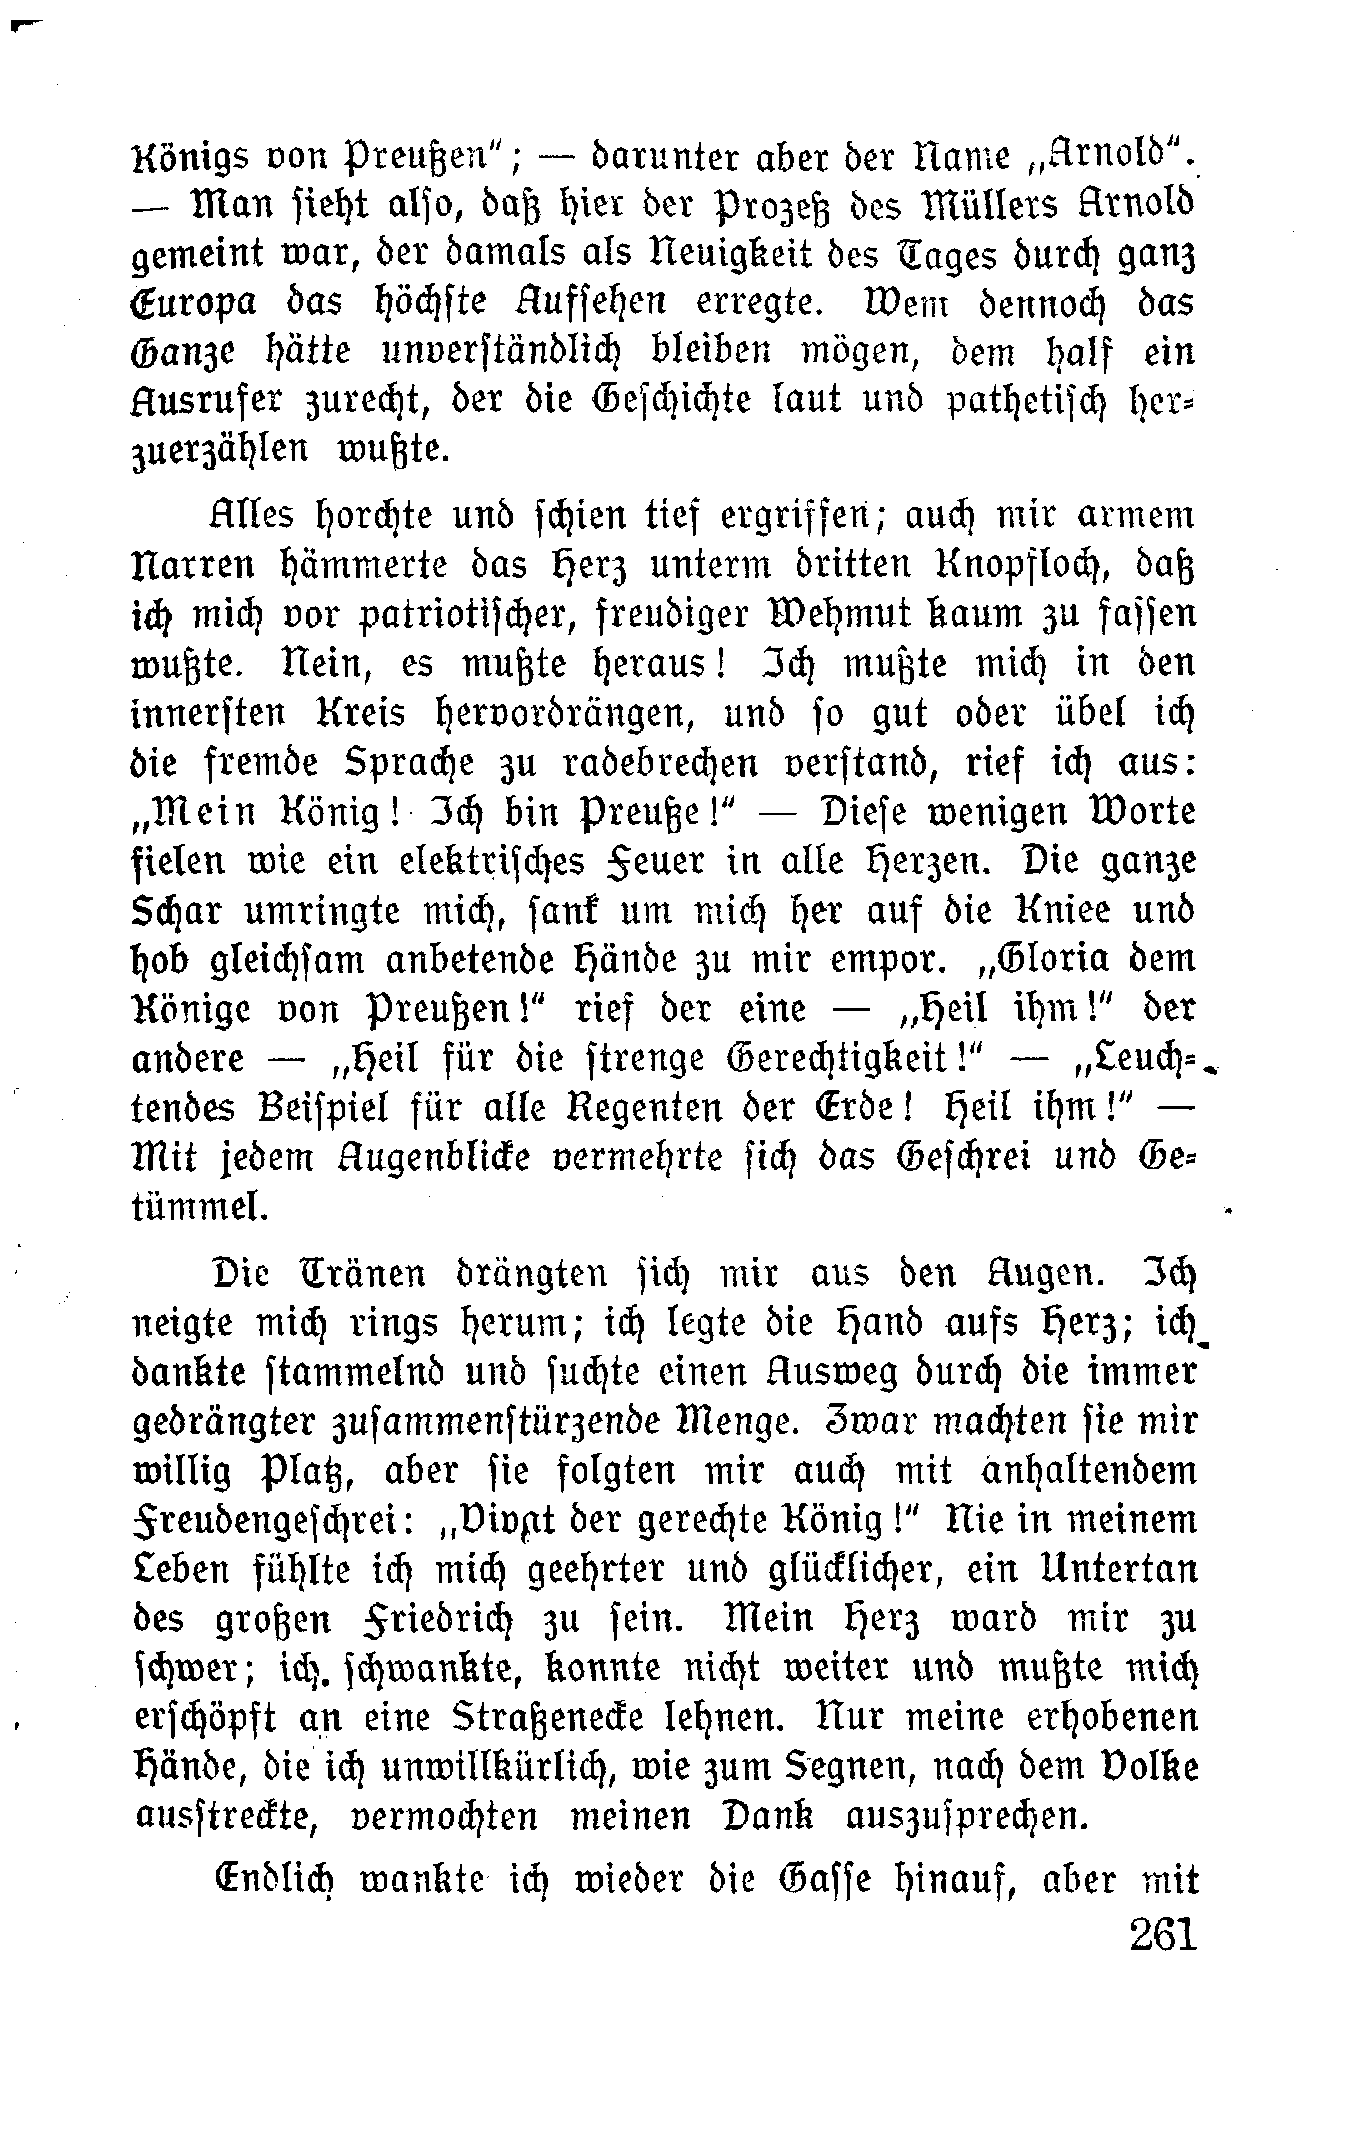 Königs von Preußen“; — darunter aber der Name „Arnold“.
— Man sieht also, daß hier der Prozeß des Müllers Arnold
gemeint war, der damals als Neuigkeit des Tages durch ganz
Europa das höchste Aufsehen erregte. Wem dennoch das
Ganze hätte unverständlich bleiben mögen, dem half ein
Ausrufer zurecht, der die Geschichte laut und pathetisch her-
zuerzählen wußte.
Alles horchte und schien tief ergriffen; auch mir armem
Narren hämmerte das Herz unterm dritten Knopfloch, daß
ich mich vor patriotischer, freudiger Wehmut kaum zu fassen
wußte. Nein, es mußte heraus! Ich mußte mich in den
innersten Kreis hervordrängen, und so gut oder übel ich
die fremde Sprache zu radebrechen verstand, rief ich aus:
„Mein König! Ich bin Preuße!“ — Diese wenigen Worte
fielen wie ein elektrisches Feuer in alle Herzen. Die ganze
Schar umringte mich, sank um mich her auf die Kniee und
hob gleichsam anbetende Hände zu mir empor. „Gloria dem
Könige von Preußen!“ rief der eine — „Heil ihm!“ der
andere — „Heil für die strenge Gerechtigkeit!“ — „Leuch-
tendes Beispiel für alle Regenten der Erde! Heil ihm!“ —
Mit jedem Augenblicke vermehrte sich das Geschrei und Ge-
tümmel.
Die Tränen drängten sich mir aus den Augen. Ich
neigte mich rings herum; ich legte die Hand aufs Herz; ich
dankte stammelnd und suchte einen Ausweg durch die immer
gedrängter zusammenstürzende Menge. Zwar machten sie mir
willig Platz, aber sie folgten mir auch mit anhaltendem
Freudengeschrei: „Vivat der gerechte König!“ Nie in meinem
Leben fühlte ich mich geehrter und glücklicher, ein Untertan
des großen Friedrich zu sein. Mein Herz ward mir zu
schwer; ich schwankte, konnte nicht weiter und mußte mich
erschöpft an eine Straßenecke lehnen. Nur meine erhobenen
Hände, die ich unwillkürlich, wie zum Segnen, nach dem Volke
ausstreckte, vermochten meinen Dank auszusprechen.
Endlich wankte ich wieder die Gasse hinauf, aber mit
261